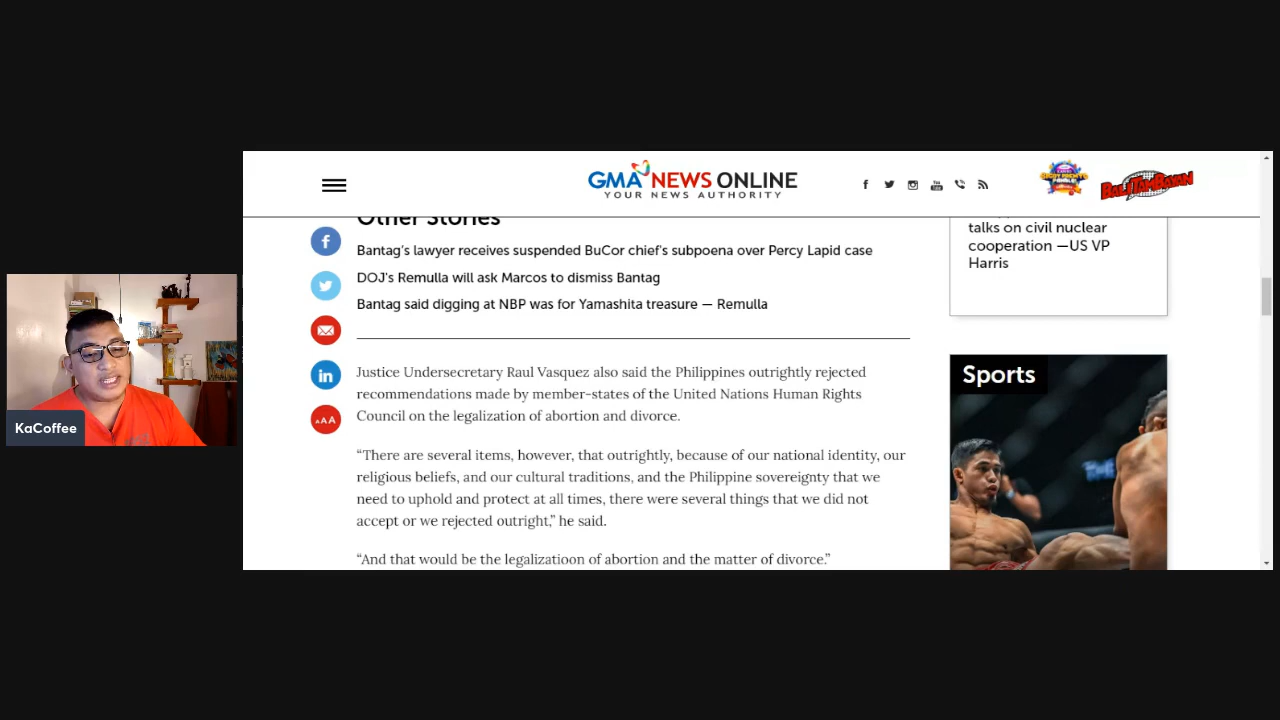 GMA NEWS ONLINE
YOUR NEWS AUTHORITY
BALITAMBAYAN
Other Stories
Bantag's lawyer receives suspended BuCor chief's subpoena over Percy Lapid case
DOJ's Remulla will ask Marcos to dismiss Bantag
Bantag said digging at NBP was for Yamashita treasure — Remulla
Justice Undersecretary Raul Vasquez also said the Philippines outrightly rejected
recommendations made by member-states of the United Nations Human Rights
Council on the legalization of abortion and divorce.
“There are several items, however, that outrightly, because of our national identity, our
religious beliefs, and our cultural traditions, and the Philippine sovereignty that we
need to uphold and protect at all times, there were several things that we did not
accept or we rejected outright,” he said.
“And that would be the legalizatioon of abortion and the matter of divorce.”
talks on civil nuclear
cooperation —US VP
Harris
Sports
AAA
KaCoffee